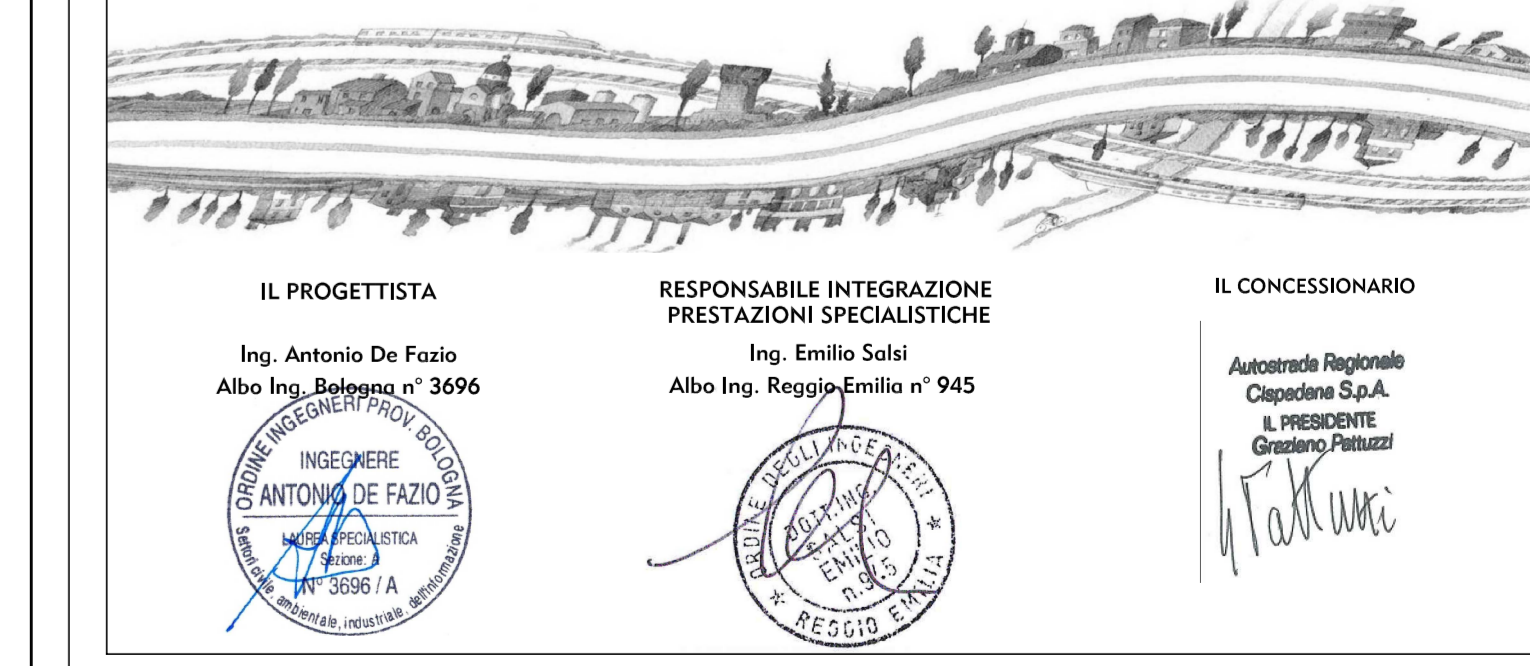 IL PROGETTISTA
Ing. Antonio De Fazio
Albo Ing. Bologna n° 3696
ORDINE INGEGNERI PROV. BOLOGNA
INGEGNERE
ANTONIO DE FAZIO
LAUREA SPECIALISTICA
Sezione: A
N° 3696 / A
Settori civile, ambientale, industriale, dell'informazione
RESPONSABILE INTEGRAZIONE
PRESTAZIONI SPECIALISTICHE
Ing. Emilio Salsi
Albo Ing. Reggio Emilia n° 945
ORDINE DEGLI INGEGNERI
DOTT.ING.
SALSI
EMILIO
n.945
REGGIO EMILIA
IL CONCESSIONARIO
Autostrada Regionale
Cispadana S.p.A.
IL PRESIDENTE
Graziano Pattuzzi
G Pattuzzi